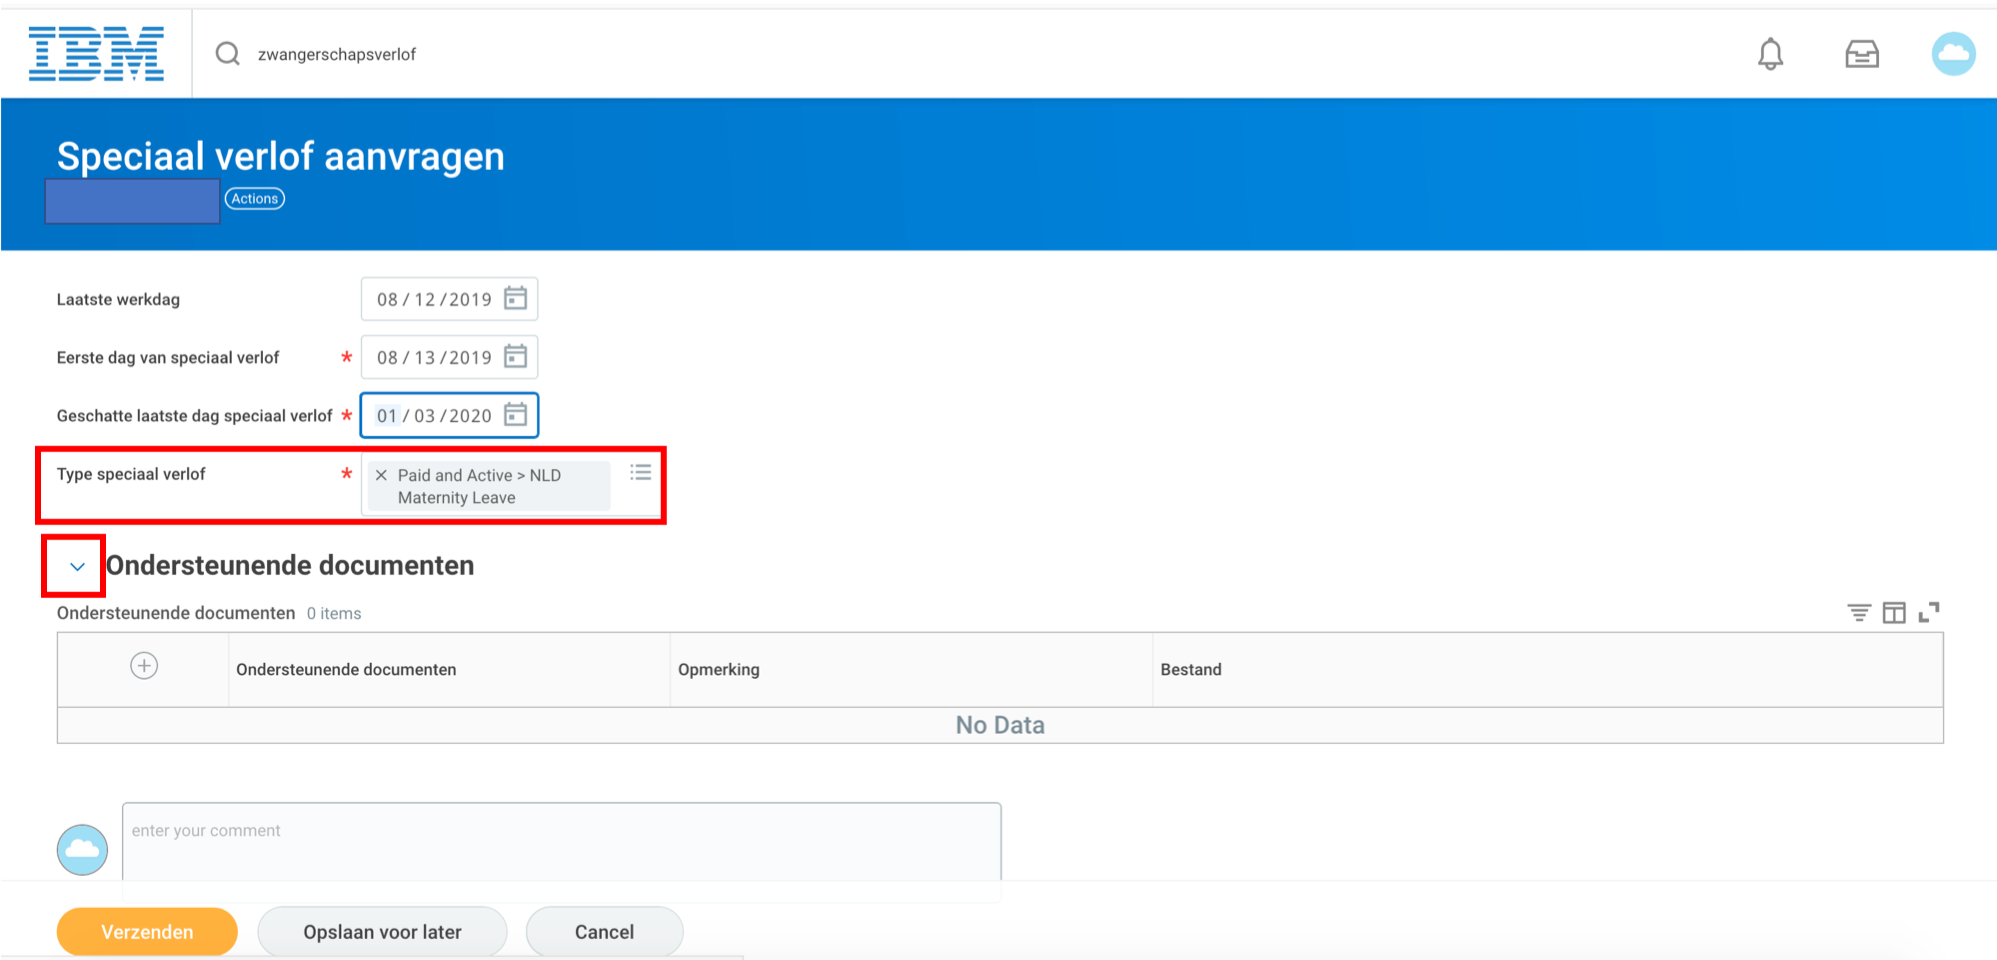 IBM
zwangerschapsverlof
Speciaal verlof aanvragen
Actions
Laatste werkdag
08 / 12 / 2019
Eerste dag van speciaal verlof *
08 / 13 / 2019
Geschatte laatste dag speciaal verlof *
01 / 03 / 2020
Type speciaal verlof *
× Paid and Active > NLD
Maternity Leave
Ondersteunende documenten
Ondersteunende documenten 0 items
Ondersteunende documenten Opmerking Bestand
No Data
enter your comment
Verzenden Opslaan voor later Cancel